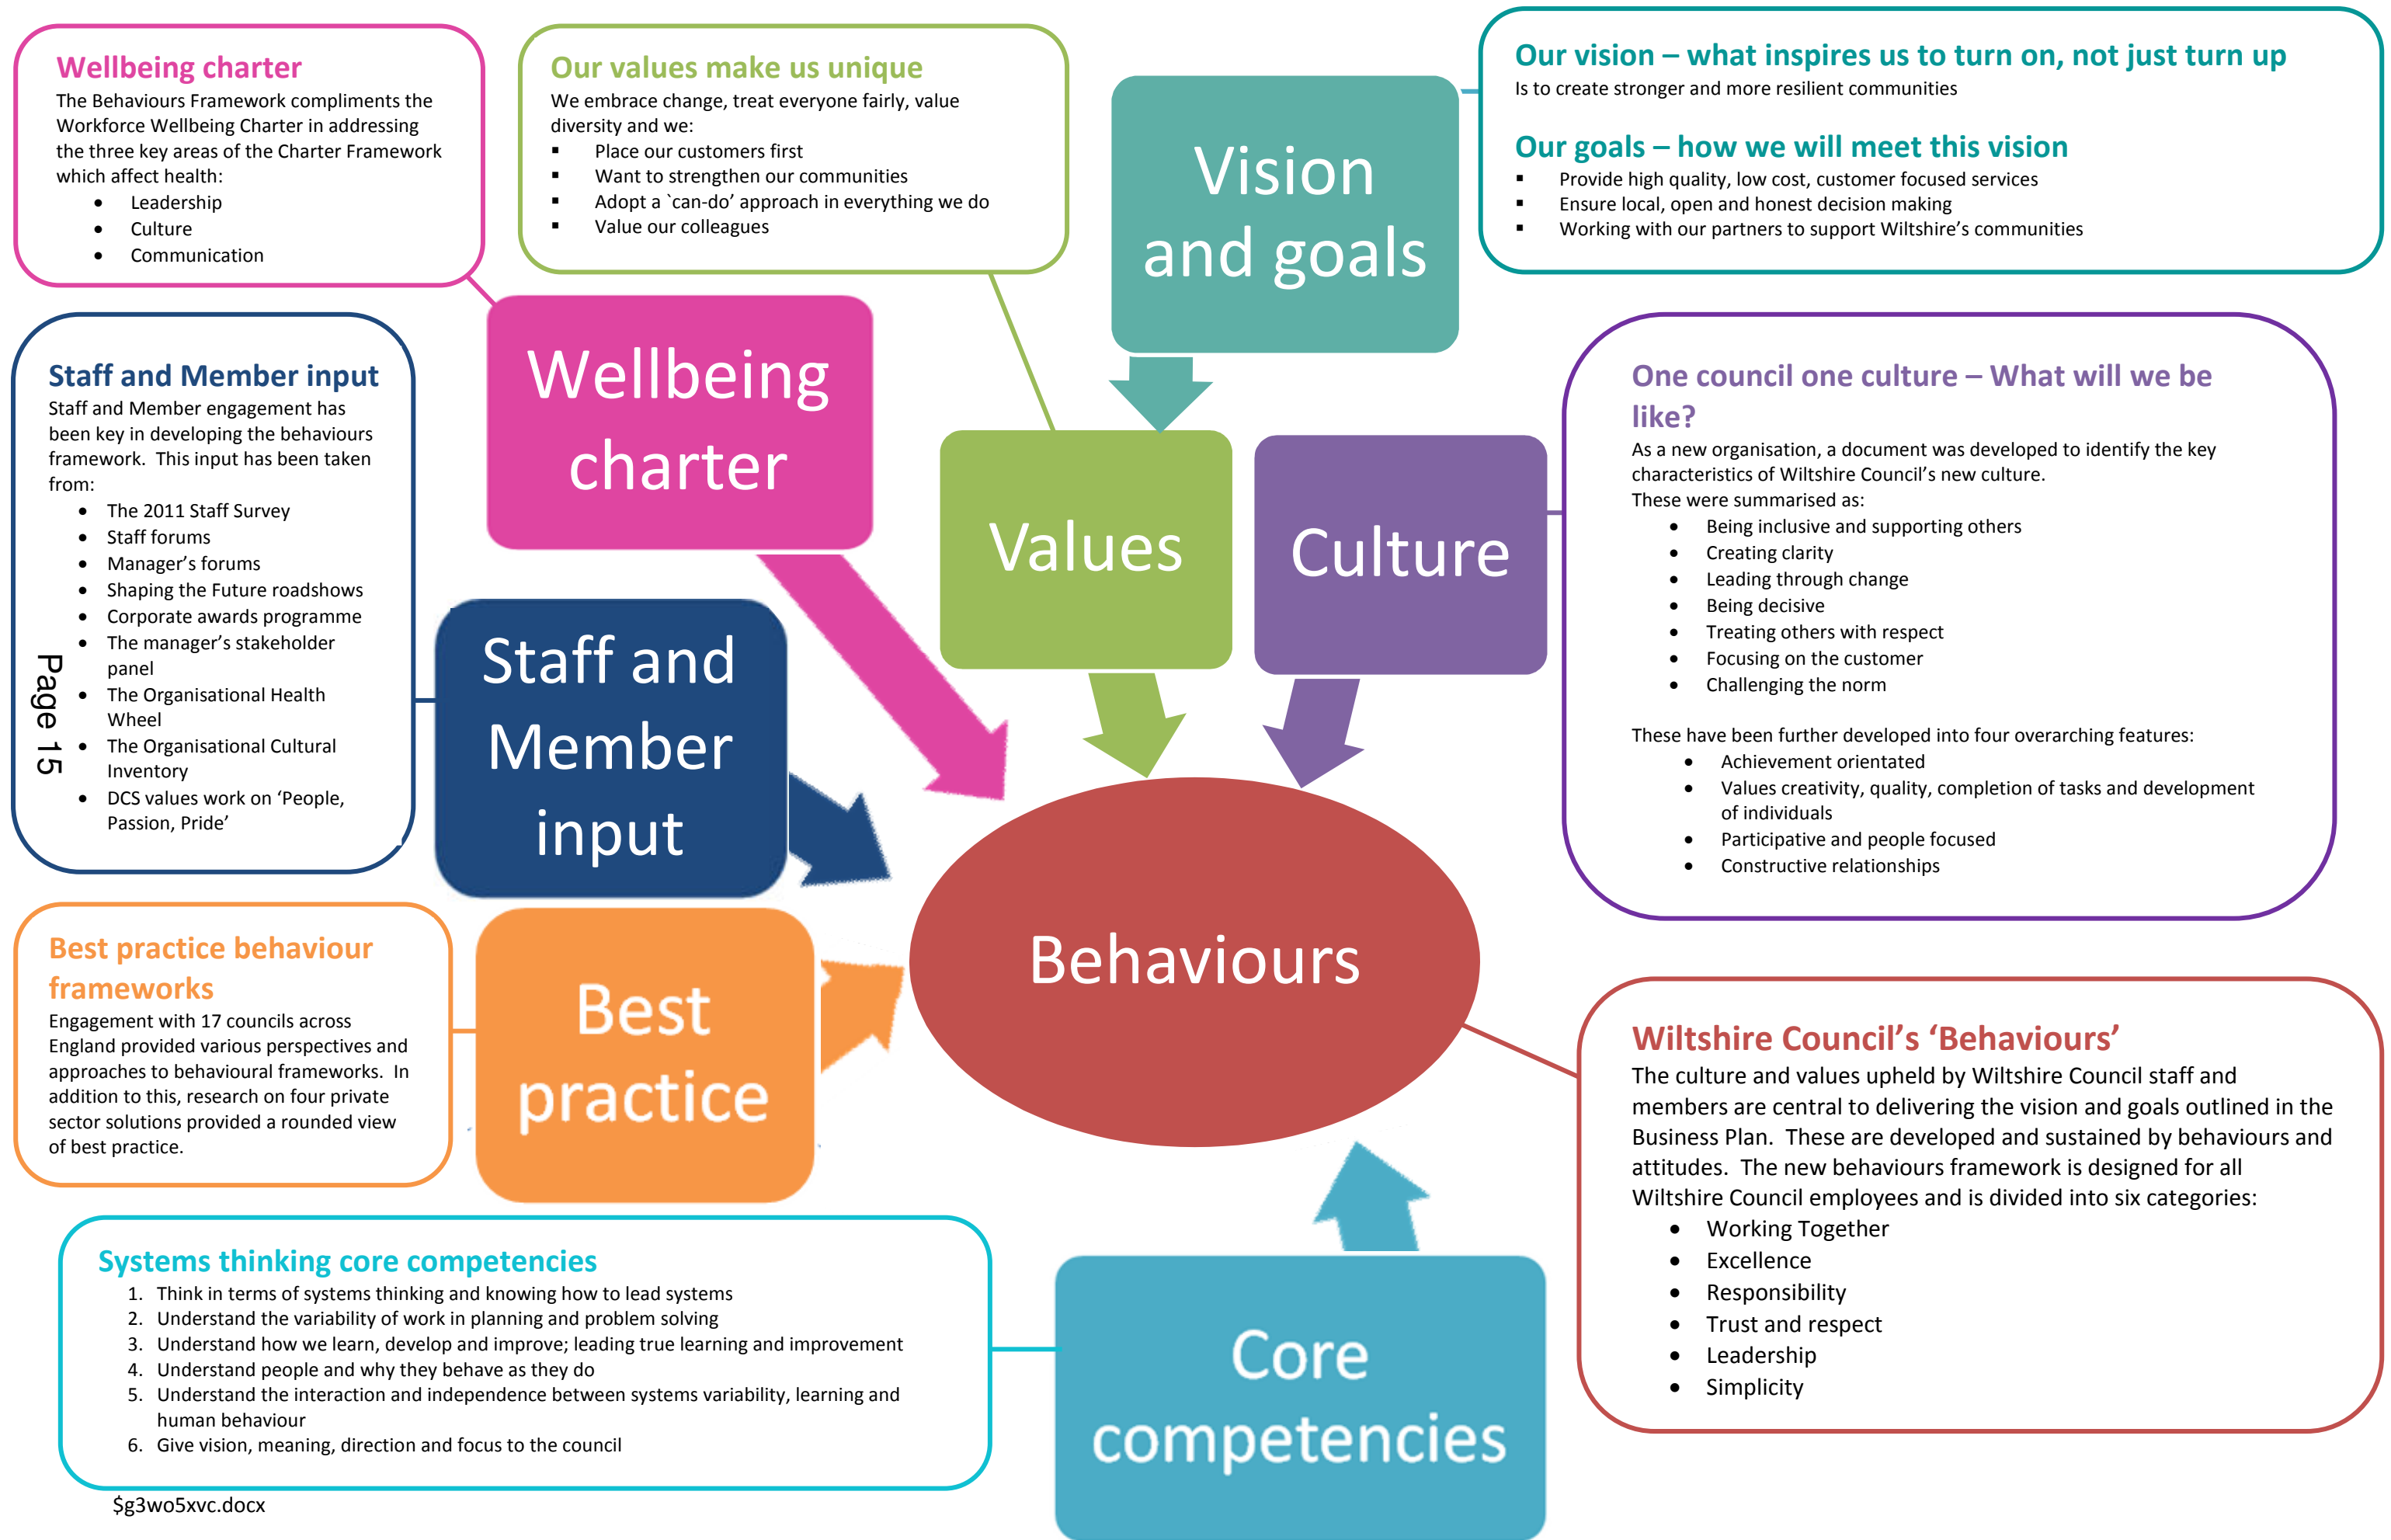 Wellbeing charter
The Behaviours Framework compliments the
Workforce Wellbeing Charter in addressing
the three key areas of the Charter Framework
which affect health:
• Leadership
• Culture
• Communication
Our values make us unique
We embrace change, treat everyone fairly, value
diversity and we:
▪ Place our customers first
▪ Want to strengthen our communities
▪ Adopt a `can-do’ approach in everything we do
▪ Value our colleagues
Vision
and goals
Our vision – what inspires us to turn on, not just turn up
Is to create stronger and more resilient communities
Our goals – how we will meet this vision
▪ Provide high quality, low cost, customer focused services
▪ Ensure local, open and honest decision making
▪ Working with our partners to support Wiltshire’s communities
Wellbeing
charter
Values
Culture
Staff and Member input
Staff and Member engagement has
been key in developing the behaviours
framework.  This input has been taken
from:
• The 2011 Staff Survey
• Staff forums
• Manager’s forums
• Shaping the Future roadshows
• Corporate awards programme
• The manager’s stakeholder
panel
• The Organisational Health
Wheel
• The Organisational Cultural
Inventory
• DCS values work on ‘People,
Passion, Pride’
Page 15
Staff and
Member
input
One council one culture – What will we be
like?
As a new organisation, a document was developed to identify the key
characteristics of Wiltshire Council’s new culture.
These were summarised as:
• Being inclusive and supporting others
• Creating clarity
• Leading through change
• Being decisive
• Treating others with respect
• Focusing on the customer
• Challenging the norm
These have been further developed into four overarching features:
• Achievement orientated
• Values creativity, quality, completion of tasks and development
of individuals
• Participative and people focused
• Constructive relationships
Behaviours
Best practice behaviour
frameworks
Engagement with 17 councils across
England provided various perspectives and
approaches to behavioural frameworks.  In
addition to this, research on four private
sector solutions provided a rounded view
of best practice.
Best
practice
Wiltshire Council’s ‘Behaviours’
The culture and values upheld by Wiltshire Council staff and
members are central to delivering the vision and goals outlined in the
Business Plan.  These are developed and sustained by behaviours and
attitudes.  The new behaviours framework is designed for all
Wiltshire Council employees and is divided into six categories:
• Working Together
• Excellence
• Responsibility
• Trust and respect
• Leadership
• Simplicity
Systems thinking core competencies
1. Think in terms of systems thinking and knowing how to lead systems
2. Understand the variability of work in planning and problem solving
3. Understand how we learn, develop and improve; leading true learning and improvement
4. Understand people and why they behave as they do
5. Understand the interaction and independence between systems variability, learning and
human behaviour
6. Give vision, meaning, direction and focus to the council
Core
competencies
$g3wo5xvc.docx